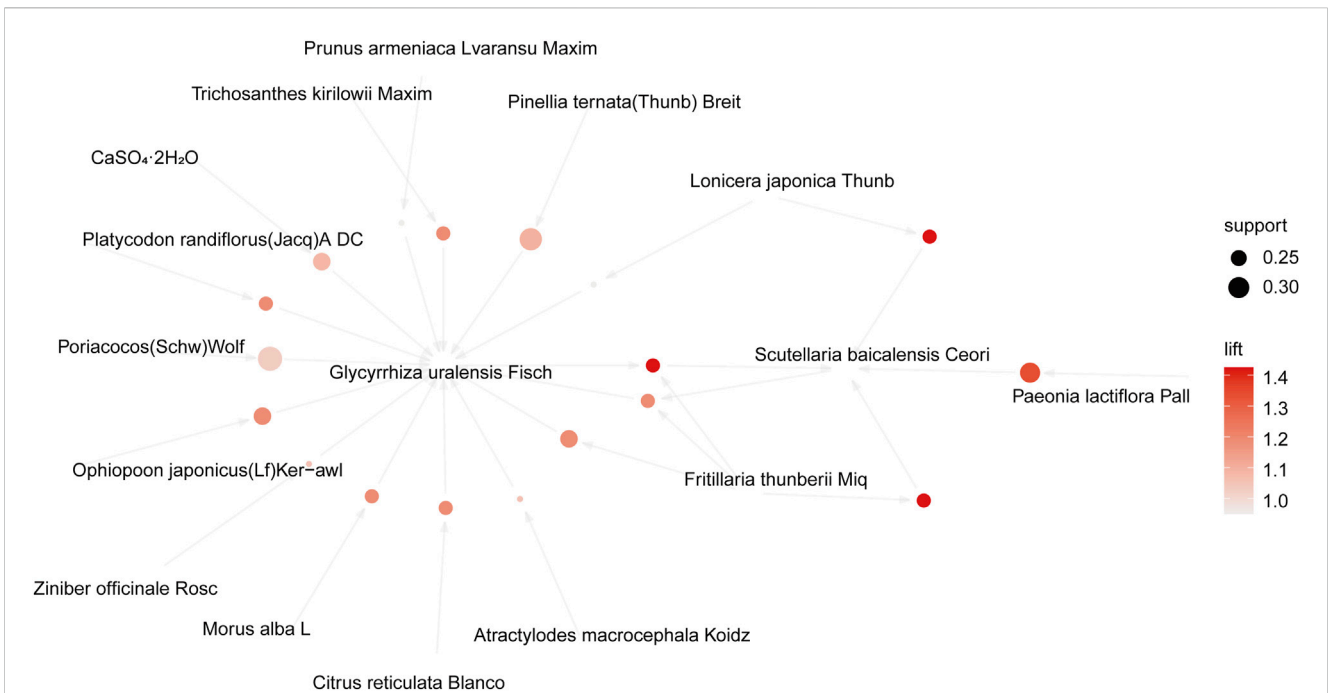 Prunus armeniaca Lvaransu Maxim
Trichosanthes kirilowii Maxim
Pinellia ternata(Thunb) Breit
CaSO₄·2H₂O
Lonicera japonica Thunb
Platycodon randiflorus(Jacq)A DC
Poriacocos(Schw)Wolf
Glycyrrhiza uralensis Fisch
Scutellaria baicalensis Ceori
Paeonia lactiflora Pall
Ophiopoon japonicus(Lf)Ker−awl
Fritillaria thunberii Miq
Ziniber officinale Rosc
Morus alba L
Atractylodes macrocephala Koidz
Citrus reticulata Blanco
support
0.25
0.30
lift
1.4
1.3
1.2
1.1
1.0